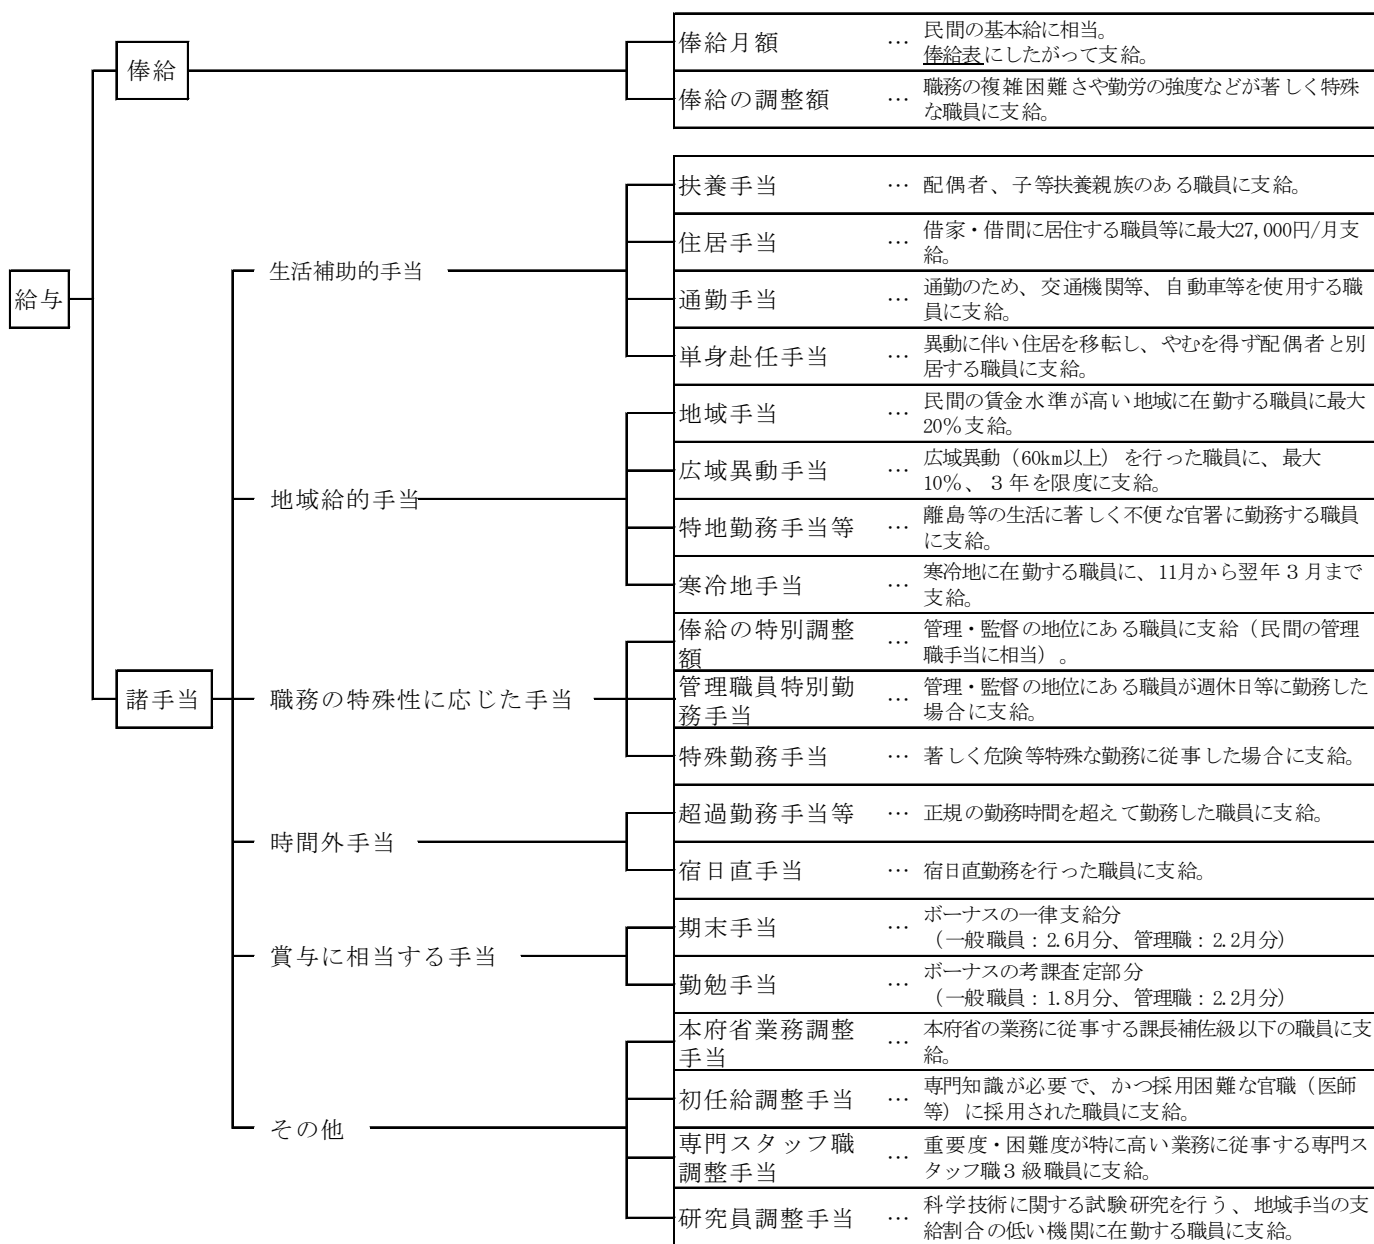 給与
俸給
俸給月額 … 民間の基本給に相当。
俸給表にしたがって支給。
俸給の調整額 … 職務の複雑困難さや勤労の強度などが著しく特殊
な職員に支給。
諸手当
生活補助的手当
扶養手当 … 配偶者、子等扶養親族のある職員に支給。
住居手当 … 借家・借間に居住する職員等に最大27,000円/月支
給。
通勤手当 … 通勤のため、交通機関等、自動車等を使用する職
員に支給。
単身赴任手当 … 異動に伴い住居を移転し、やむを得ず配偶者と別
居する職員に支給。
地域給的手当
地域手当 … 民間の賃金水準が高い地域に在勤する職員に最大
20%支給。
広域異動手当 … 広域異動（60km以上）を行った職員に、最大
10%、３年を限度に支給。
特地勤務手当等 … 離島等の生活に著しく不便な官署に勤務する職員
に支給。
寒冷地手当 … 寒冷地に在勤する職員に、11月から翌年３月まで
支給。
職務の特殊性に応じた手当
俸給の特別調整
額
… 管理・監督の地位にある職員に支給（民間の管理
職手当に相当）。
管理職員特別勤
務手当
… 管理・監督の地位にある職員が週休日等に勤務した
場合に支給。
特殊勤務手当 … 著しく危険等特殊な勤務に従事した場合に支給。
時間外手当
超過勤務手当等 … 正規の勤務時間を超えて勤務した職員に支給。
宿日直手当 … 宿日直勤務を行った職員に支給。
賞与に相当する手当
期末手当 … ボーナスの一律支給分
（一般職員：2.6月分、管理職：2.2月分）
勤勉手当 … ボーナスの考課査定部分
（一般職員：1.8月分、管理職：2.2月分）
その他
本府省業務調整
手当
… 本府省の業務に従事する課長補佐級以下の職員に支
給。
初任給調整手当 … 専門知識が必要で、かつ採用困難な官職（医師
等）に採用された職員に支給。
専門スタッフ職
調整手当
… 重要度・困難度が特に高い業務に従事する専門ス
タッフ職３級職員に支給。
研究員調整手当 … 科学技術に関する試験研究を行う、地域手当の支
給割合の低い機関に在勤する職員に支給。